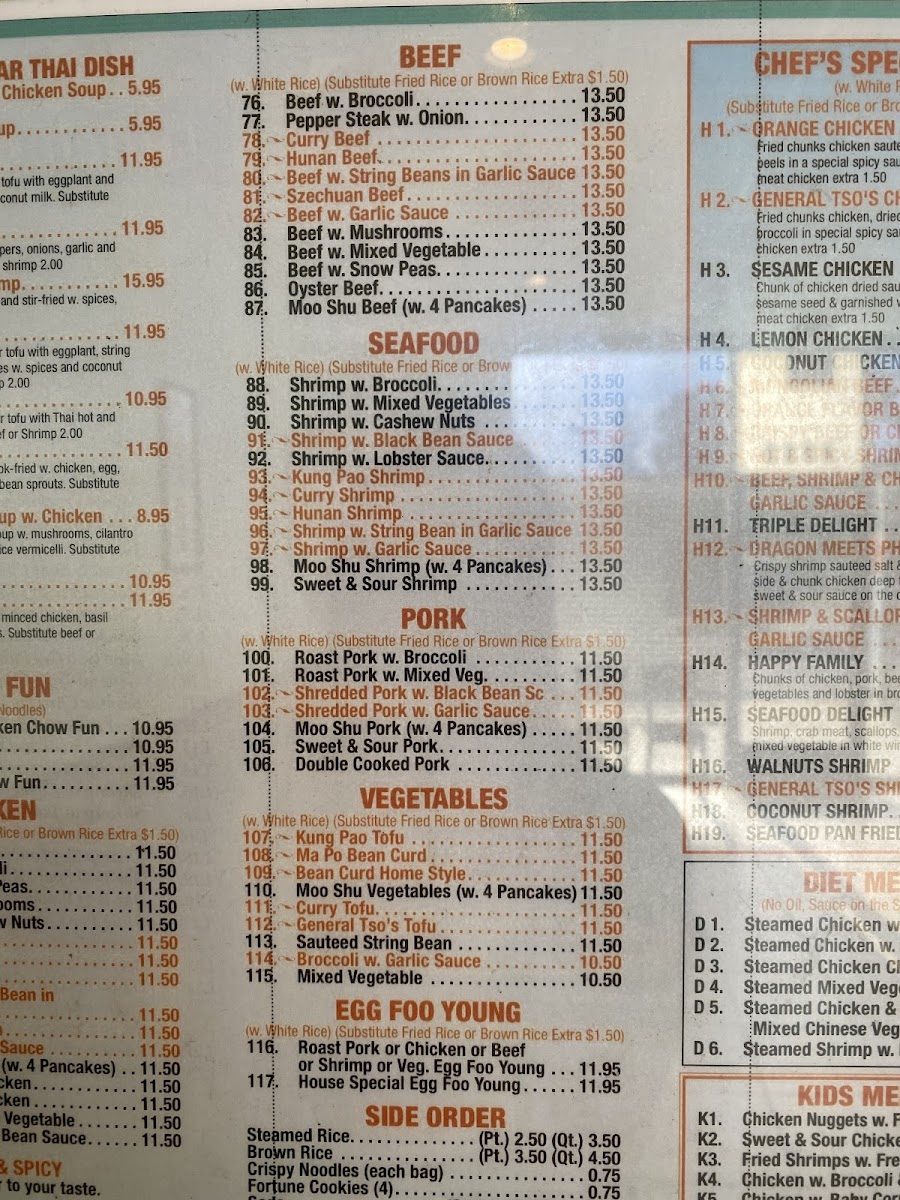 AR THAI DISH
Chicken Soup . . 5.95
up. . . . . . . . . . . . 5.95
. . . . . . . . . . . . 11.95
tofu with eggplant and
conut milk. Substitute
. . . . . . . . . . . . 11.95
pers, onions, garlic and
shrimp 2.00
mp. . . . . . . . . . . 15.95
and stir-fried w. spices,
. . . . . . . . . . . . 11.95
r tofu with eggplant, string
es w. spices and coconut
p 2.00
. . . . . . . . . . . . 10.95
r tofu with Thai hot and
ef or Shrimp 2.00
. . . . . . . . . . . . 11.50
ok-fried w. chicken, egg,
bean sprouts. Substitute
up w. Chicken . . . 8.95
oup w. mushrooms, cilantro
ice vermicelli. Substitute
. . . . . . . . . . . . 10.95
. . . . . . . . . . . . 11.95
minced chicken, basil
s. Substitute beef or
FUN
Noodles)
ken Chow Fun . . . 10.95
. . . . . . . . . . . . 10.95
. . . . . . . . . . . . 11.95
w Fun. . . . . . . . . 11.95
KEN
Rice or Brown Rice Extra $1.50)
. . . . . . . . . . . . 11.50
li. . . . . . . . . . . . 11.50
Peas. . . . . . . . . . 11.50
ooms. . . . . . . . . 11.50
w Nuts. . . . . . . . 11.50
. . . . . . . . . . . . 11.50
. . . . . . . . . . . . 11.50
. . . . . . . . . . . . 11.50
Bean in
. . . . . . . . . . . . 11.50
. . . . . . . . . . . . 11.50
Sauce . . . . . . . . 11.50
(w. 4 Pancakes) . . 11.50
cken. . . . . . . . . . 11.50
cken. . . . . . . . . . 11.50
Vegetable . . . . . . 11.50
Bean Sauce. . . . . . 11.50
& SPICY
r to your taste.
BEEF
(w. White Rice) (Substitute Fried Rice or Brown Rice Extra $1.50)
76. Beef w. Broccoli. . . . . . . . . . . . 13.50
77. Pepper Steak w. Onion. . . . . . . . 13.50
78. Curry Beef . . . . . . . . . . . . 13.50
79. Hunan Beef. . . . . . . . . . . . 13.50
80. Beef w. String Beans in Garlic Sauce 13.50
81. Szechuan Beef. . . . . . . . . . . . 13.50
82. Beef w. Garlic Sauce . . . . . . . . 13.50
83. Beef w. Mushrooms. . . . . . . . . . 13.50
84. Beef w. Mixed Vegetable . . . . . . 13.50
85. Beef w. Snow Peas. . . . . . . . . . 13.50
86. Oyster Beef. . . . . . . . . . . . 13.50
87. Moo Shu Beef (w. 4 Pancakes) . . . . . 13.50
SEAFOOD
(w. White Rice) (Substitute Fried Rice or Brow
88. Shrimp w. Broccoli. . . . . . . . . . 13.50
89. Shrimp w. Mixed Vegetables 13.50
90. Shrimp w. Cashew Nuts . . . 13.50
91. Shrimp w. Black Bean Sauce . . 13.50
92. Shrimp w. Lobster Sauce. . . . . . . 13.50
93. Kung Pao Shrimp. . . . . . . . . . 13.50
94. Curry Shrimp . . . . . . . . . . . . 13.50
95. Hunan Shrimp . . . . . . . . . . . . 13.50
96. Shrimp w. String Bean in Garlic Sauce 13.50
97. Shrimp w. Garlic Sauce . . . . . . . . 13.50
98. Moo Shu Shrimp (w. 4 Pancakes) . . . 13.50
99. Sweet & Sour Shrimp . . . . . . . . 13.50
PORK
(w. White Rice) (Substitute Fried Rice or Brown Rice Extra $1.50)
100. Roast Pork w. Broccoli . . . . . . . . 11.50
101. Roast Pork w. Mixed Veg. . . . . . . . 11.50
102. Shredded Pork w. Black Bean Sc . . . 11.50
103. Shredded Pork w. Garlic Sauce. . . . . 11.50
104. Moo Shu Pork (w. 4 Pancakes) . . . . . 11.50
105. Sweet & Sour Pork. . . . . . . . . . 11.50
106. Double Cooked Pork . . . . . . . . . 11.50
VEGETABLES
(w. White Rice) (Substitute Fried Rice or Brown Rice Extra $1.50)
107. Kung Pao Tofu . . . . . . . . . . . . 11.50
108. Ma Po Bean Curd . . . . . . . . . . 11.50
109. Bean Curd Home Style. . . . . . . . 11.50
110. Moo Shu Vegetables (w. 4 Pancakes) 11.50
111. Curry Tofu. . . . . . . . . . . . 11.50
112. General Tso's Tofu . . . . . . . . . . 11.50
113. Sauteed String Bean . . . . . . . . 11.50
114. Broccoli w. Garlic Sauce . . . . . . 10.50
115. Mixed Vegetable . . . . . . . . . . 10.50
EGG FOO YOUNG
(w. White Rice) (Substitute Fried Rice or Brown Rice Extra $1.50)
116. Roast Pork or Chicken or Beef
or Shrimp or Veg. Egg Foo Young . . . 11.95
117. House Special Egg Foo Young. . . . . . 11.95
SIDE ORDER
Steamed Rice. . . . . . . . . . . . (Pt.) 2.50 (Qt.) 3.50
Brown Rice . . . . . . . . . . . . (Pt.) 3.50 (Qt.) 4.50
Crispy Noodles (each bag) . . . . . . . . 0.75
Fortune Cookies (4). . . . . . . . . . . . 0.75
CHEF'S SPE
(w. White R
(Substitute Fried Rice or Bro
H 1. ORANGE CHICKEN
Fried chunks chicken saute
peels in a special spicy sau
meat chicken extra 1.50
H 2. GENERAL TSO'S CH
Fried chunks chicken, dried
broccoli in special spicy sau
chicken extra 1.50
H 3. SESAME CHICKEN
Chunk of chicken dried sau
sesame seed & garnished w
meat chicken extra 1.50
H 4. LEMON CHICKEN . .
H 5. COCONUT CHICKEN
H 6. MONGOLIAN BEEF.
H 7. ORANGE FLAVOR B
H 8.
H 9.
H10. BEEF, SHRIMP & CH
GARLIC SAUCE
H11. TRIPLE DELIGHT . .
H12. DRAGON MEETS PH
Crispy shrimp sauteed salt &
side & chunk chicken deep f
sweet & sour sauce on the o
H13. SHRIMP & SCALLOP
GARLIC SAUCE . . .
H14. HAPPY FAMILY . . .
Chunks of chicken, pork, bee
vegetables and lobster in bro
H15. SEAFOOD DELIGHT
Shrimp, crab meat, scallops,
mixed vegetable in white win
H16. WALNUTS SHRIMP
H17. GENERAL TSO'S SHR
H18. COCONUT SHRIMP. .
H19. SEAFOOD PAN FRIED
DIET ME
(No Oil, Sauce on the S
D 1. Steamed Chicken w
D 2. Steamed Chicken w.
D 3. Steamed Chicken Ch
D 4. Steamed Mixed Vege
D 5. Steamed Chicken &
Mixed Chinese Veg
D 6. Steamed Shrimp w.
KIDS ME
K1. Chicken Nuggets w. F
K2. Sweet & Sour Chicke
K3. Fried Shrimps w. Fre
K4. Chicken w. Broccoli &
K5.